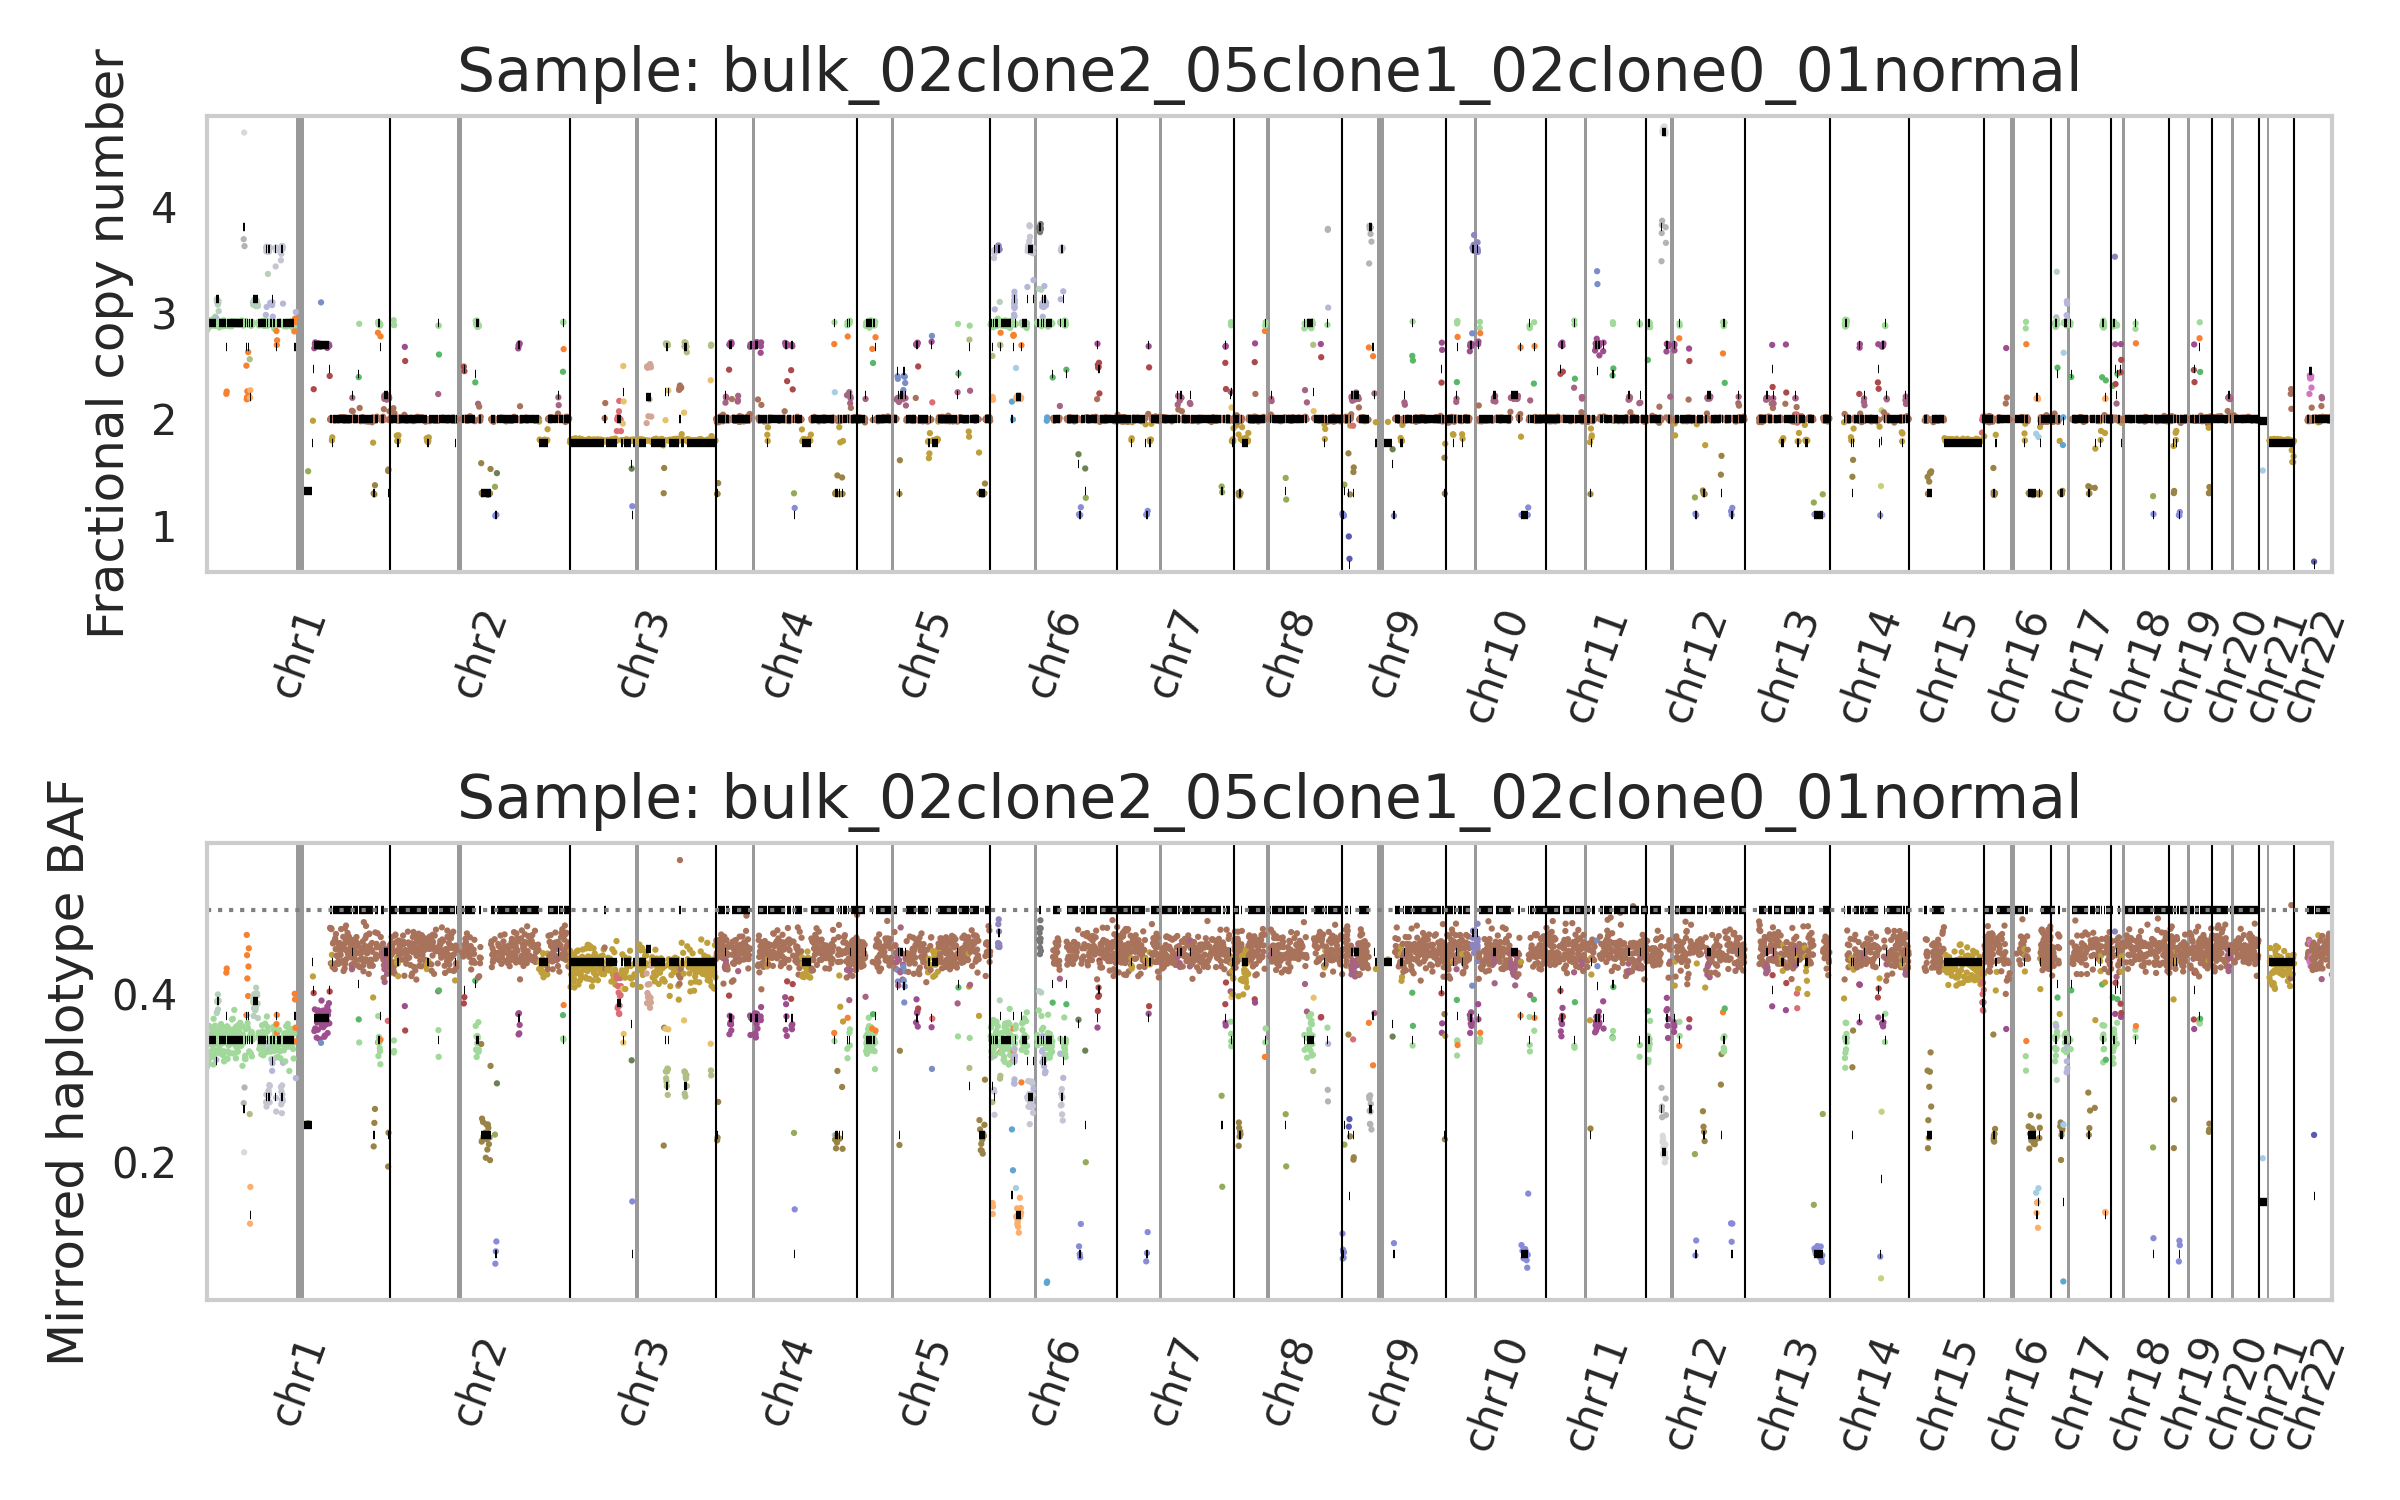 Sample: bulk_02clone2_05clone1_02clone0_01normal
Fractional copy number
4
3
2
1
chr1
chr2
chr3
chr4
chr5
chr6
chr7
chr8
chr9
chr10
chr11
chr12
chr13
chr14
chr15
chr16
chr17
chr18
chr19
chr20
chr21
chr22
Sample: bulk_02clone2_05clone1_02clone0_01normal
Mirrored haplotype BAF
0.4
0.2
chr1
chr2
chr3
chr4
chr5
chr6
chr7
chr8
chr9
chr10
chr11
chr12
chr13
chr14
chr15
chr16
chr17
chr18
chr19
chr20
chr21
chr22